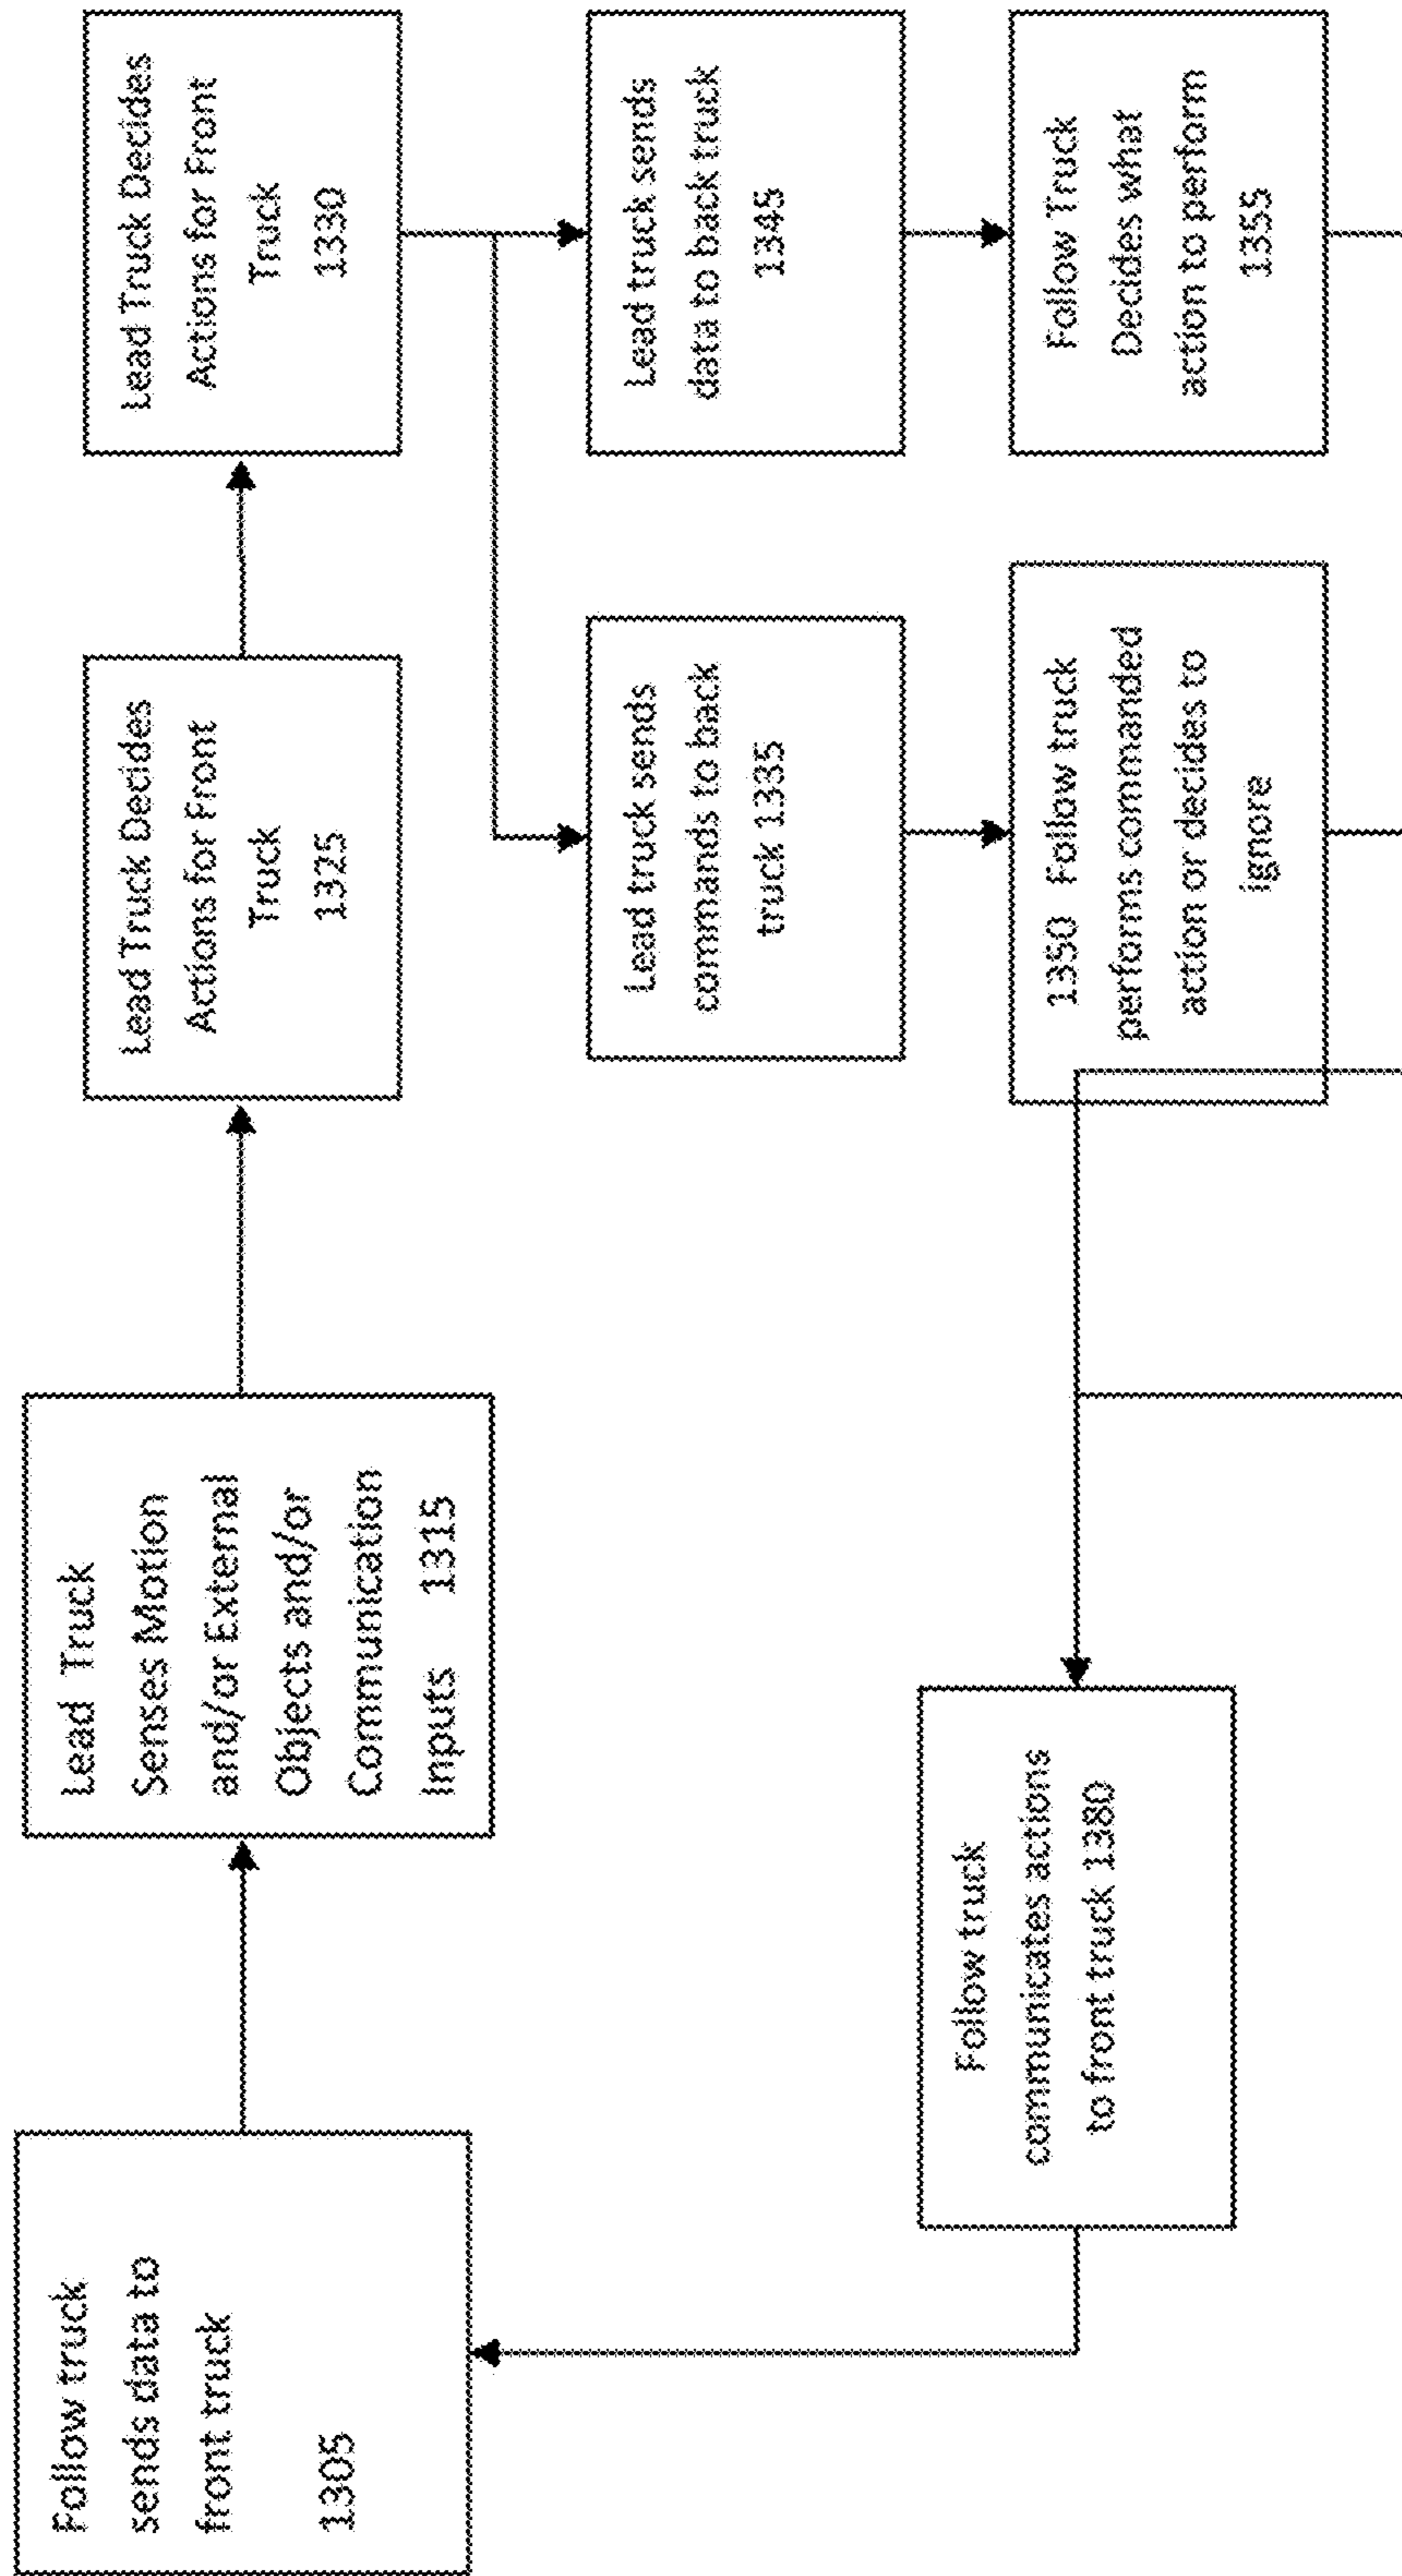 Follow truck
sends data to
front truck
1305
Lead Truck
Senses Motion
and/or External
Objects and/or
Communication
Inputs 1315
Lead Truck Decides
Actions for Front
Truck
1325
Lead Truck Decides
Actions for Front
Truck
1330
Lead truck sends
commands to back
truck 1335
Lead truck sends
data to back truck
1345
Follow truck
communicates actions
to front truck 1380
1350 Follow truck
performs commanded
action or decides to
ignore
Follow Truck
Decides what
action to perform
1355